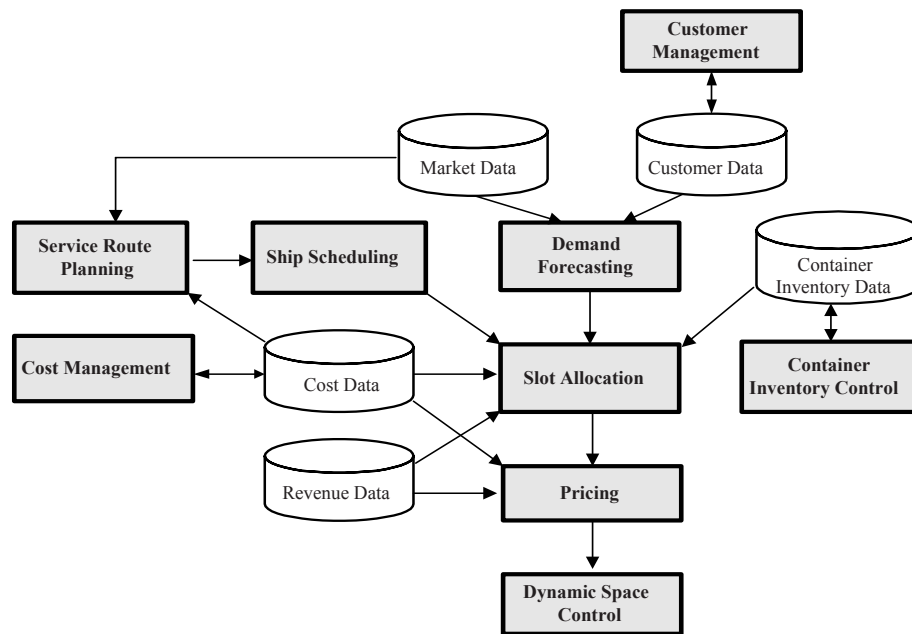 Customer
Management
Market Data
Customer Data
Service Route
Planning
Ship Scheduling
Demand
Forecasting
Container
Inventory Data
Cost Management
Cost Data
Slot Allocation
Container
Inventory Control
Revenue Data
Pricing
Dynamic Space
Control